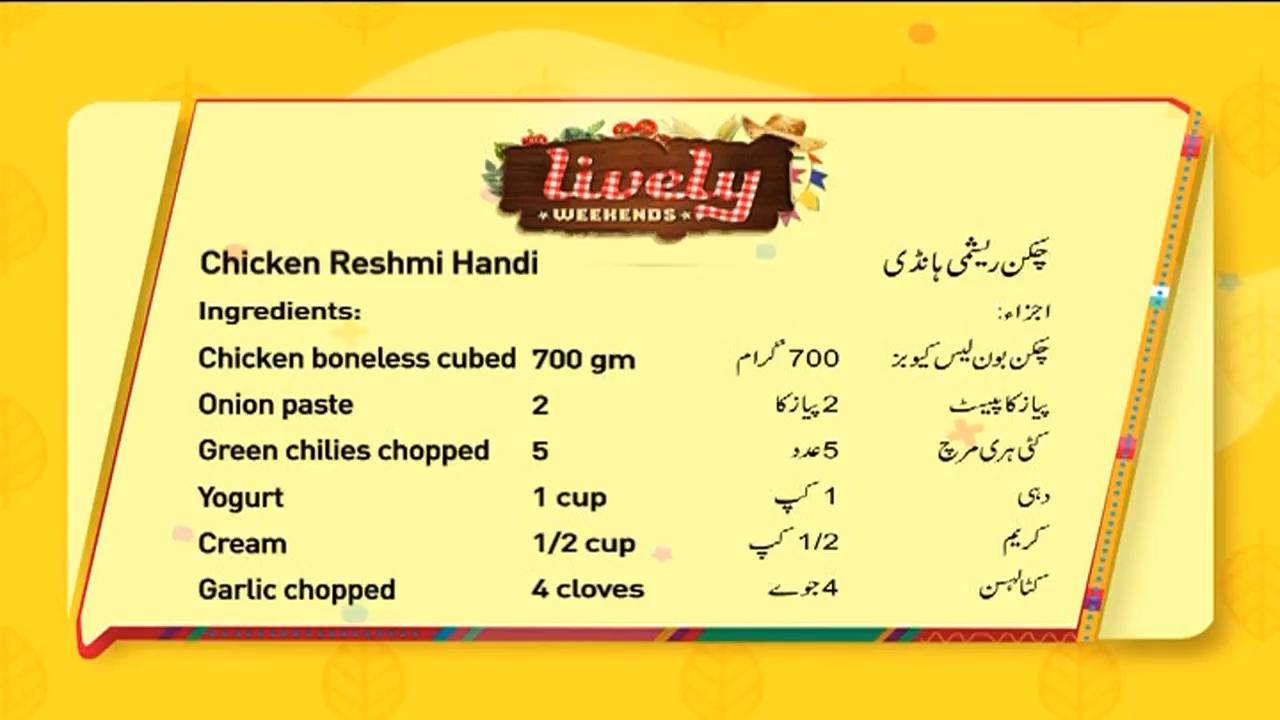 lively
WEEKENDS
Chicken Reshmi Handi چکن ریشمی ہانڈی
Ingredients: اجزاء:
Chicken boneless cubed 700 gm 700 گرام چکن بون لیس کیوبز
Onion paste 2 2 پیاز کا پیاز کا پییسٹ
Green chilies chopped 5 5 عدد کٹی ہری مرچ
Yogurt 1 cup 1 کپ دہی
Cream 1/2 cup 1/2 کپ کریم
Garlic chopped 4 cloves 4 جوے کٹا لہسن